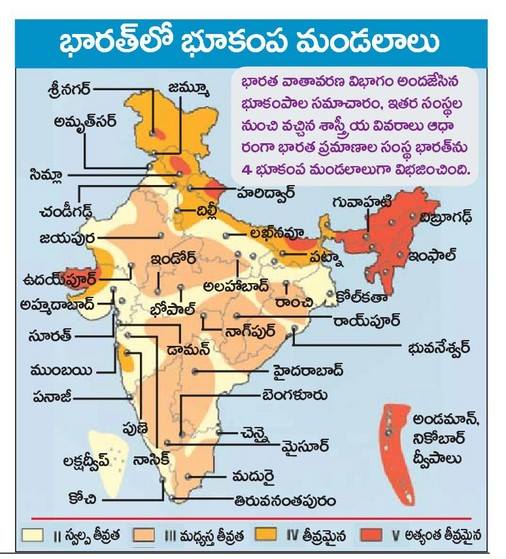 భారత్‌లో భూకంప మండలాలు
భారత వాతావరణ విభాగం అందజేసిన
భూకంపాల సమాచారం, ఇతర సంస్థల
నుంచి వచ్చిన శాస్త్రీయ వివరాలు ఆధా
రంగా భారత ప్రమాణాల సంస్థ భారత్‌ను
4 భూకంప మండలాలుగా విభజించింది.
శ్రీనగర్
జమ్మూ
అమృత్‌సర్
సిమ్లా
హరిద్వార్
చండీగఢ్
ఢిల్లీ
గువాహటి
దిబ్రూగఢ్
జయపుర
లఖ్‌నవూ
ఇండోర్
పట్నా
ఇంఫాల్
ఉదయ్‌పూర్
అలహాబాద్
అహ్మదాబాద్
భోపాల్
రాంచి
కోల్‌కతా
రాయ్‌పూర్
సూరత్
నాగ్‌పుర్
డామన్
భువనేశ్వర్
ముంబయి
హైదరాబాద్
పనాజీ
బెంగళూరు
పుణె
చెన్నై
మైసూర్
అండమాన్,
నికోబార్
ద్వీపాలు
లక్షద్వీప్
నాసిక్
మదురై
కోచి
తిరువనంతపురం
II స్వల్ప తీవ్రత
III మధ్యస్త తీవ్రత
IV తీవ్రమైన
V అత్యంత తీవ్రమైన